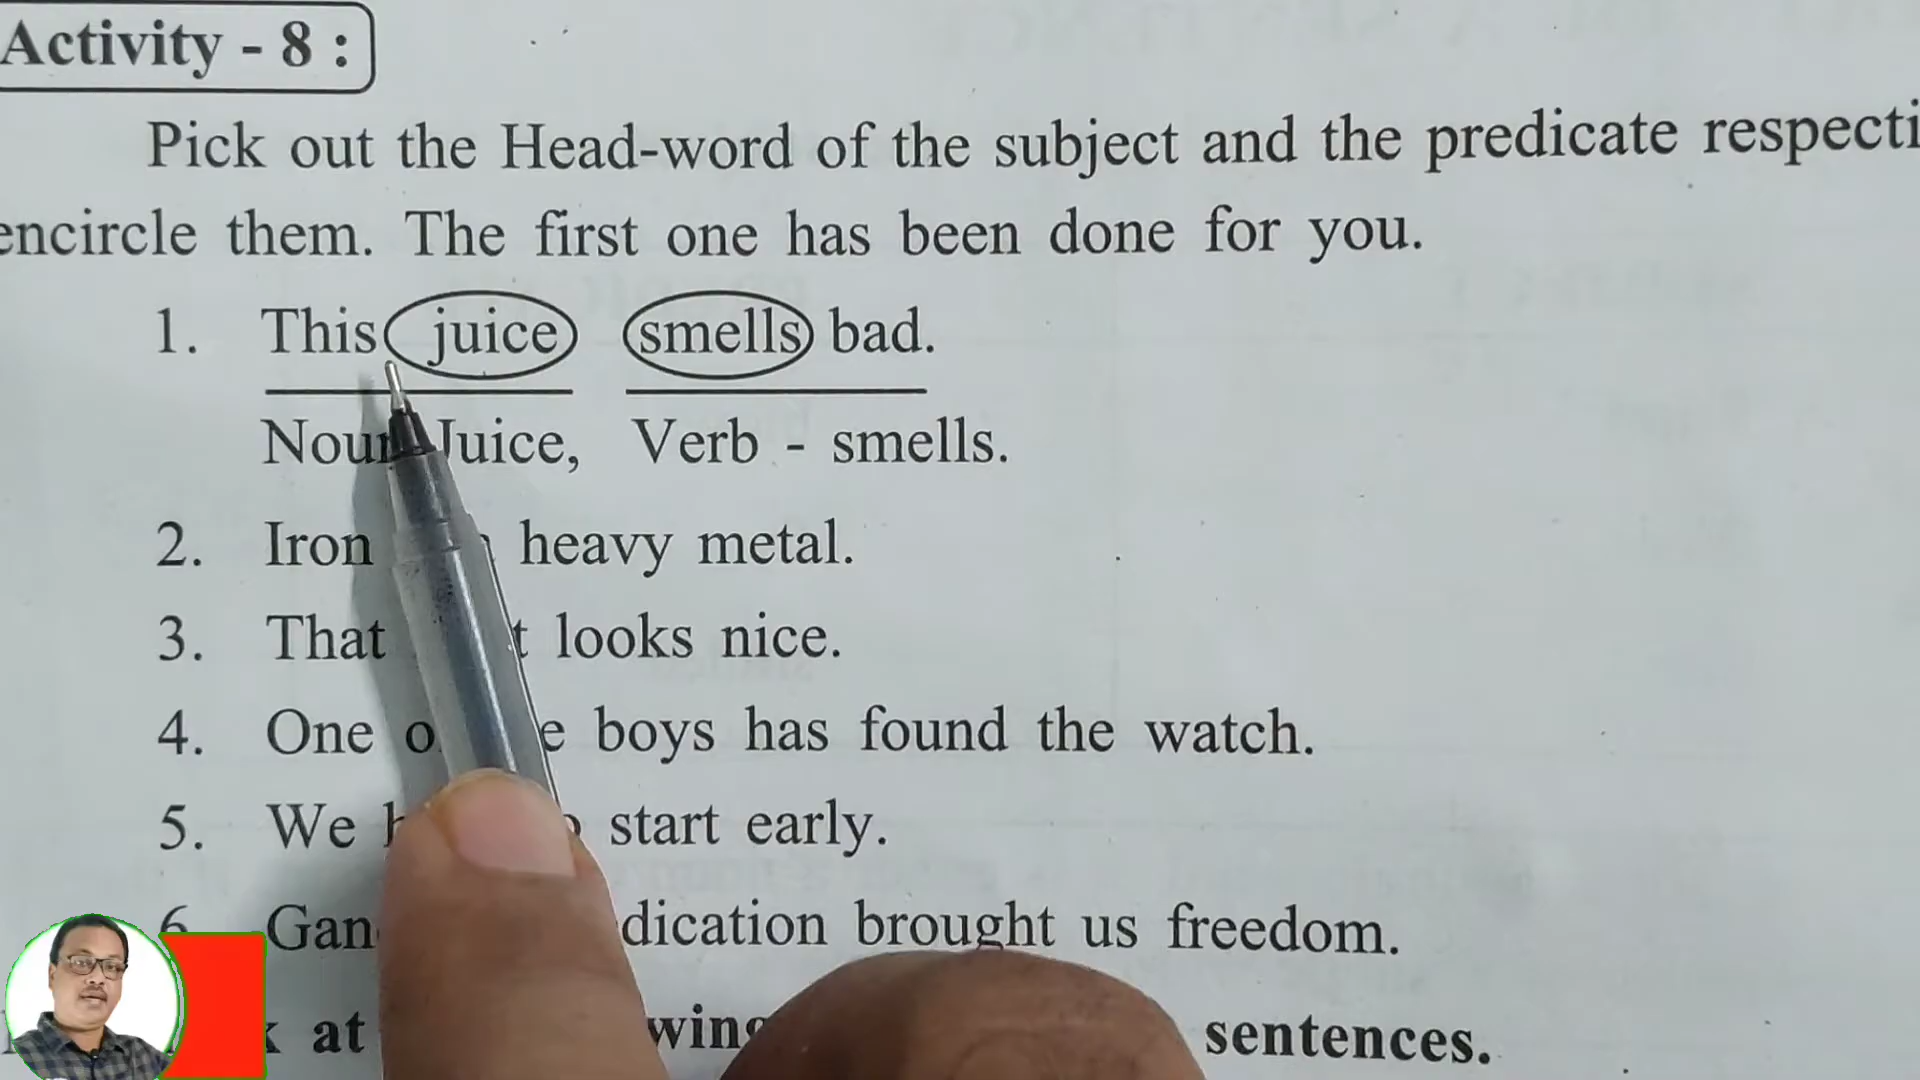 Activity - 8 :
Pick out the Head-word of the subject and the predicate
encircle them. The first one has been done for you.
1. This juice smells bad.
Juice, Verb - smells.
2. Iron heavy metal.
3. That looks nice.
4. One boys has found the watch.
5. We start early.
brought us freedom.
at sentences.